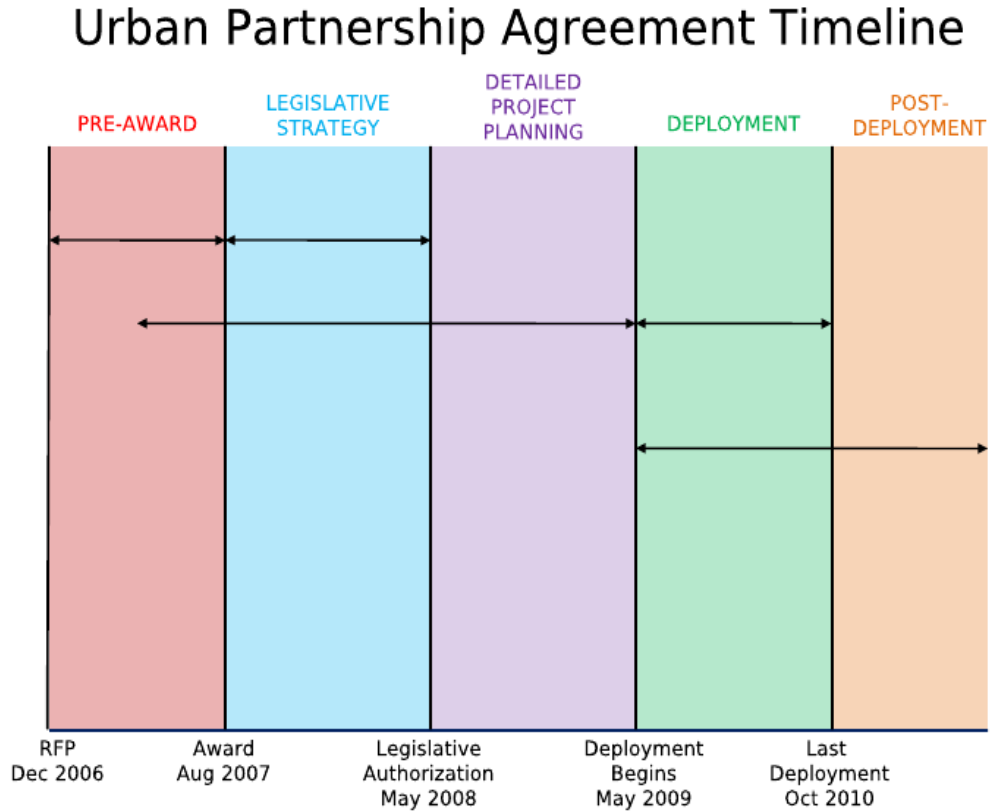 Urban Partnership Agreement Timeline
PRE-AWARD
LEGISLATIVE
STRATEGY
DETAILED
PROJECT
PLANNING
DEPLOYMENT
POST-
DEPLOYMENT
RFP
Dec 2006
Award
Aug 2007
Legislative
Authorization
May 2008
Deployment
Begins
May 2009
Last
Deployment
Oct 2010